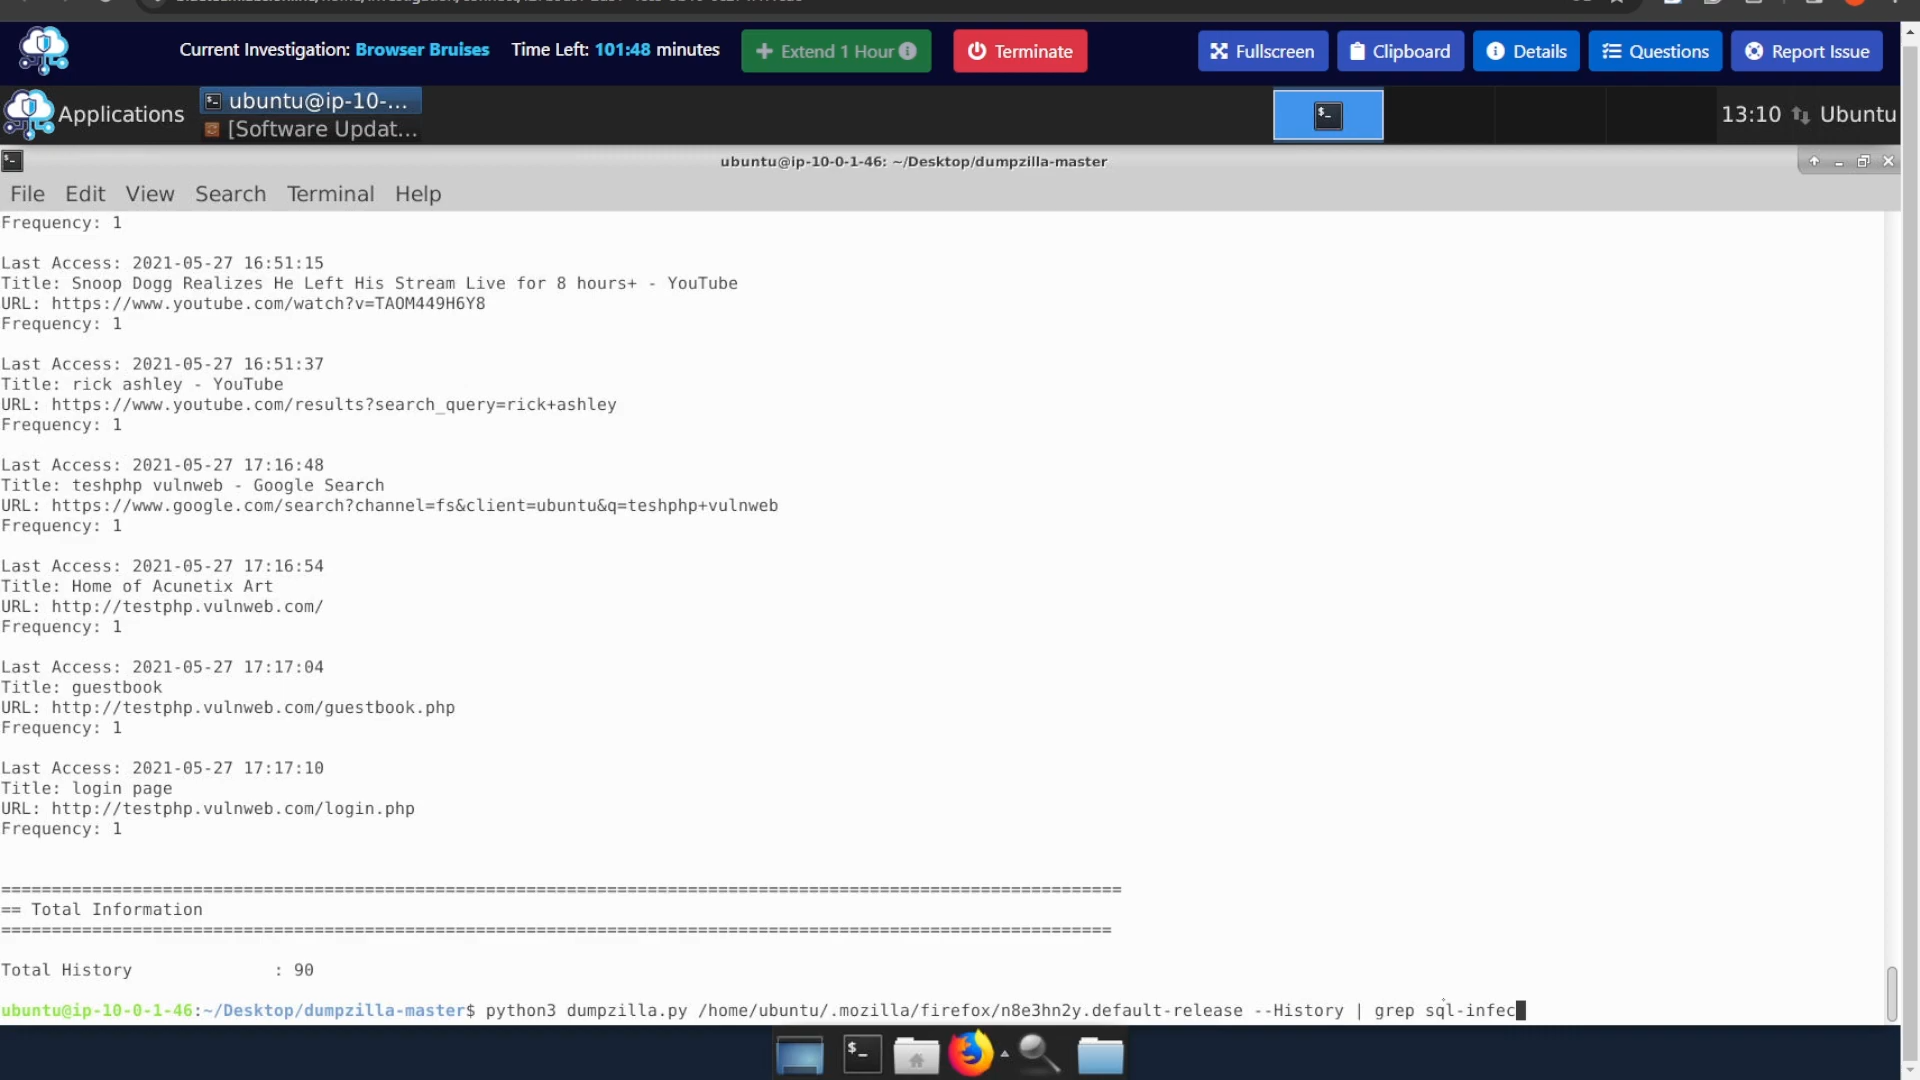 Current Investigation: Browser Bruises Time Left: 101:48 minutes Extend 1 Hour Terminate Fullscreen Clipboard Details Questions Report Issue
Applications ubuntu@ip-10-... 13:10 Ubuntu
[Software Updat...
ubuntu@ip-10-0-1-46: ~/Desktop/dumpzilla-master
File Edit View Search Terminal Help
Frequency: 1
Last Access: 2021-05-27 16:51:15
Title: Snoop Dogg Realizes He Left His Stream Live for 8 hours+ - YouTube
URL: https://www.youtube.com/watch?v=TAOM449H6Y8
Frequency: 1
Last Access: 2021-05-27 16:51:37
Title: rick ashley - YouTube
URL: https://www.youtube.com/results?search_query=rick+ashley
Frequency: 1
Last Access: 2021-05-27 17:16:48
Title: teshphp vulnweb - Google Search
URL: https://www.google.com/search?channel=fs&client=ubuntu&q=teshphp+vulnweb
Frequency: 1
Last Access: 2021-05-27 17:16:54
Title: Home of Acunetix Art
URL: http://testphp.vulnweb.com/
Frequency: 1
Last Access: 2021-05-27 17:17:04
Title: guestbook
URL: http://testphp.vulnweb.com/guestbook.php
Frequency: 1
Last Access: 2021-05-27 17:17:10
Title: login page
URL: http://testphp.vulnweb.com/login.php
Frequency: 1
===============================================================================================================
== Total Information
==============================================================================================================
Total History : 90
ubuntu@ip-10-0-1-46:~/Desktop/dumpzilla-master$ python3 dumpzilla.py /home/ubuntu/.mozilla/firefox/n8e3hn2y.default-release --History | grep sql-infec